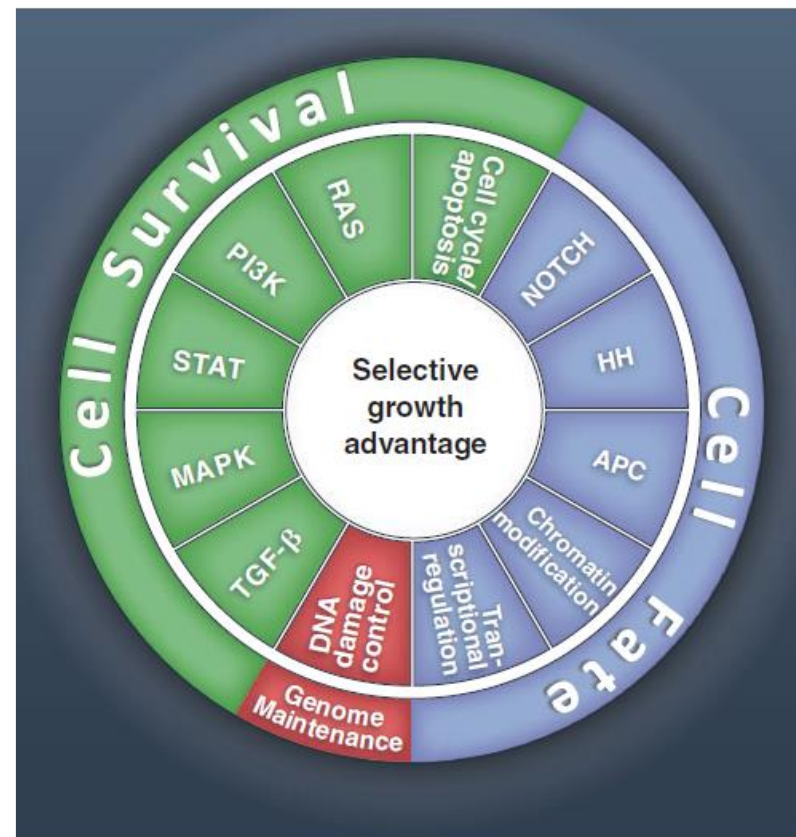 Cell Survival
Cell cycle/
apoptosis
NOTCH
HH
APC
Chromatin
modification
Tran-
scriptional
regulation
DNA
damage
control
TGF-β
MAPK
STAT
PI3K
RAS
Selective
growth
advantage
Cell Fate
Genome
Maintenance